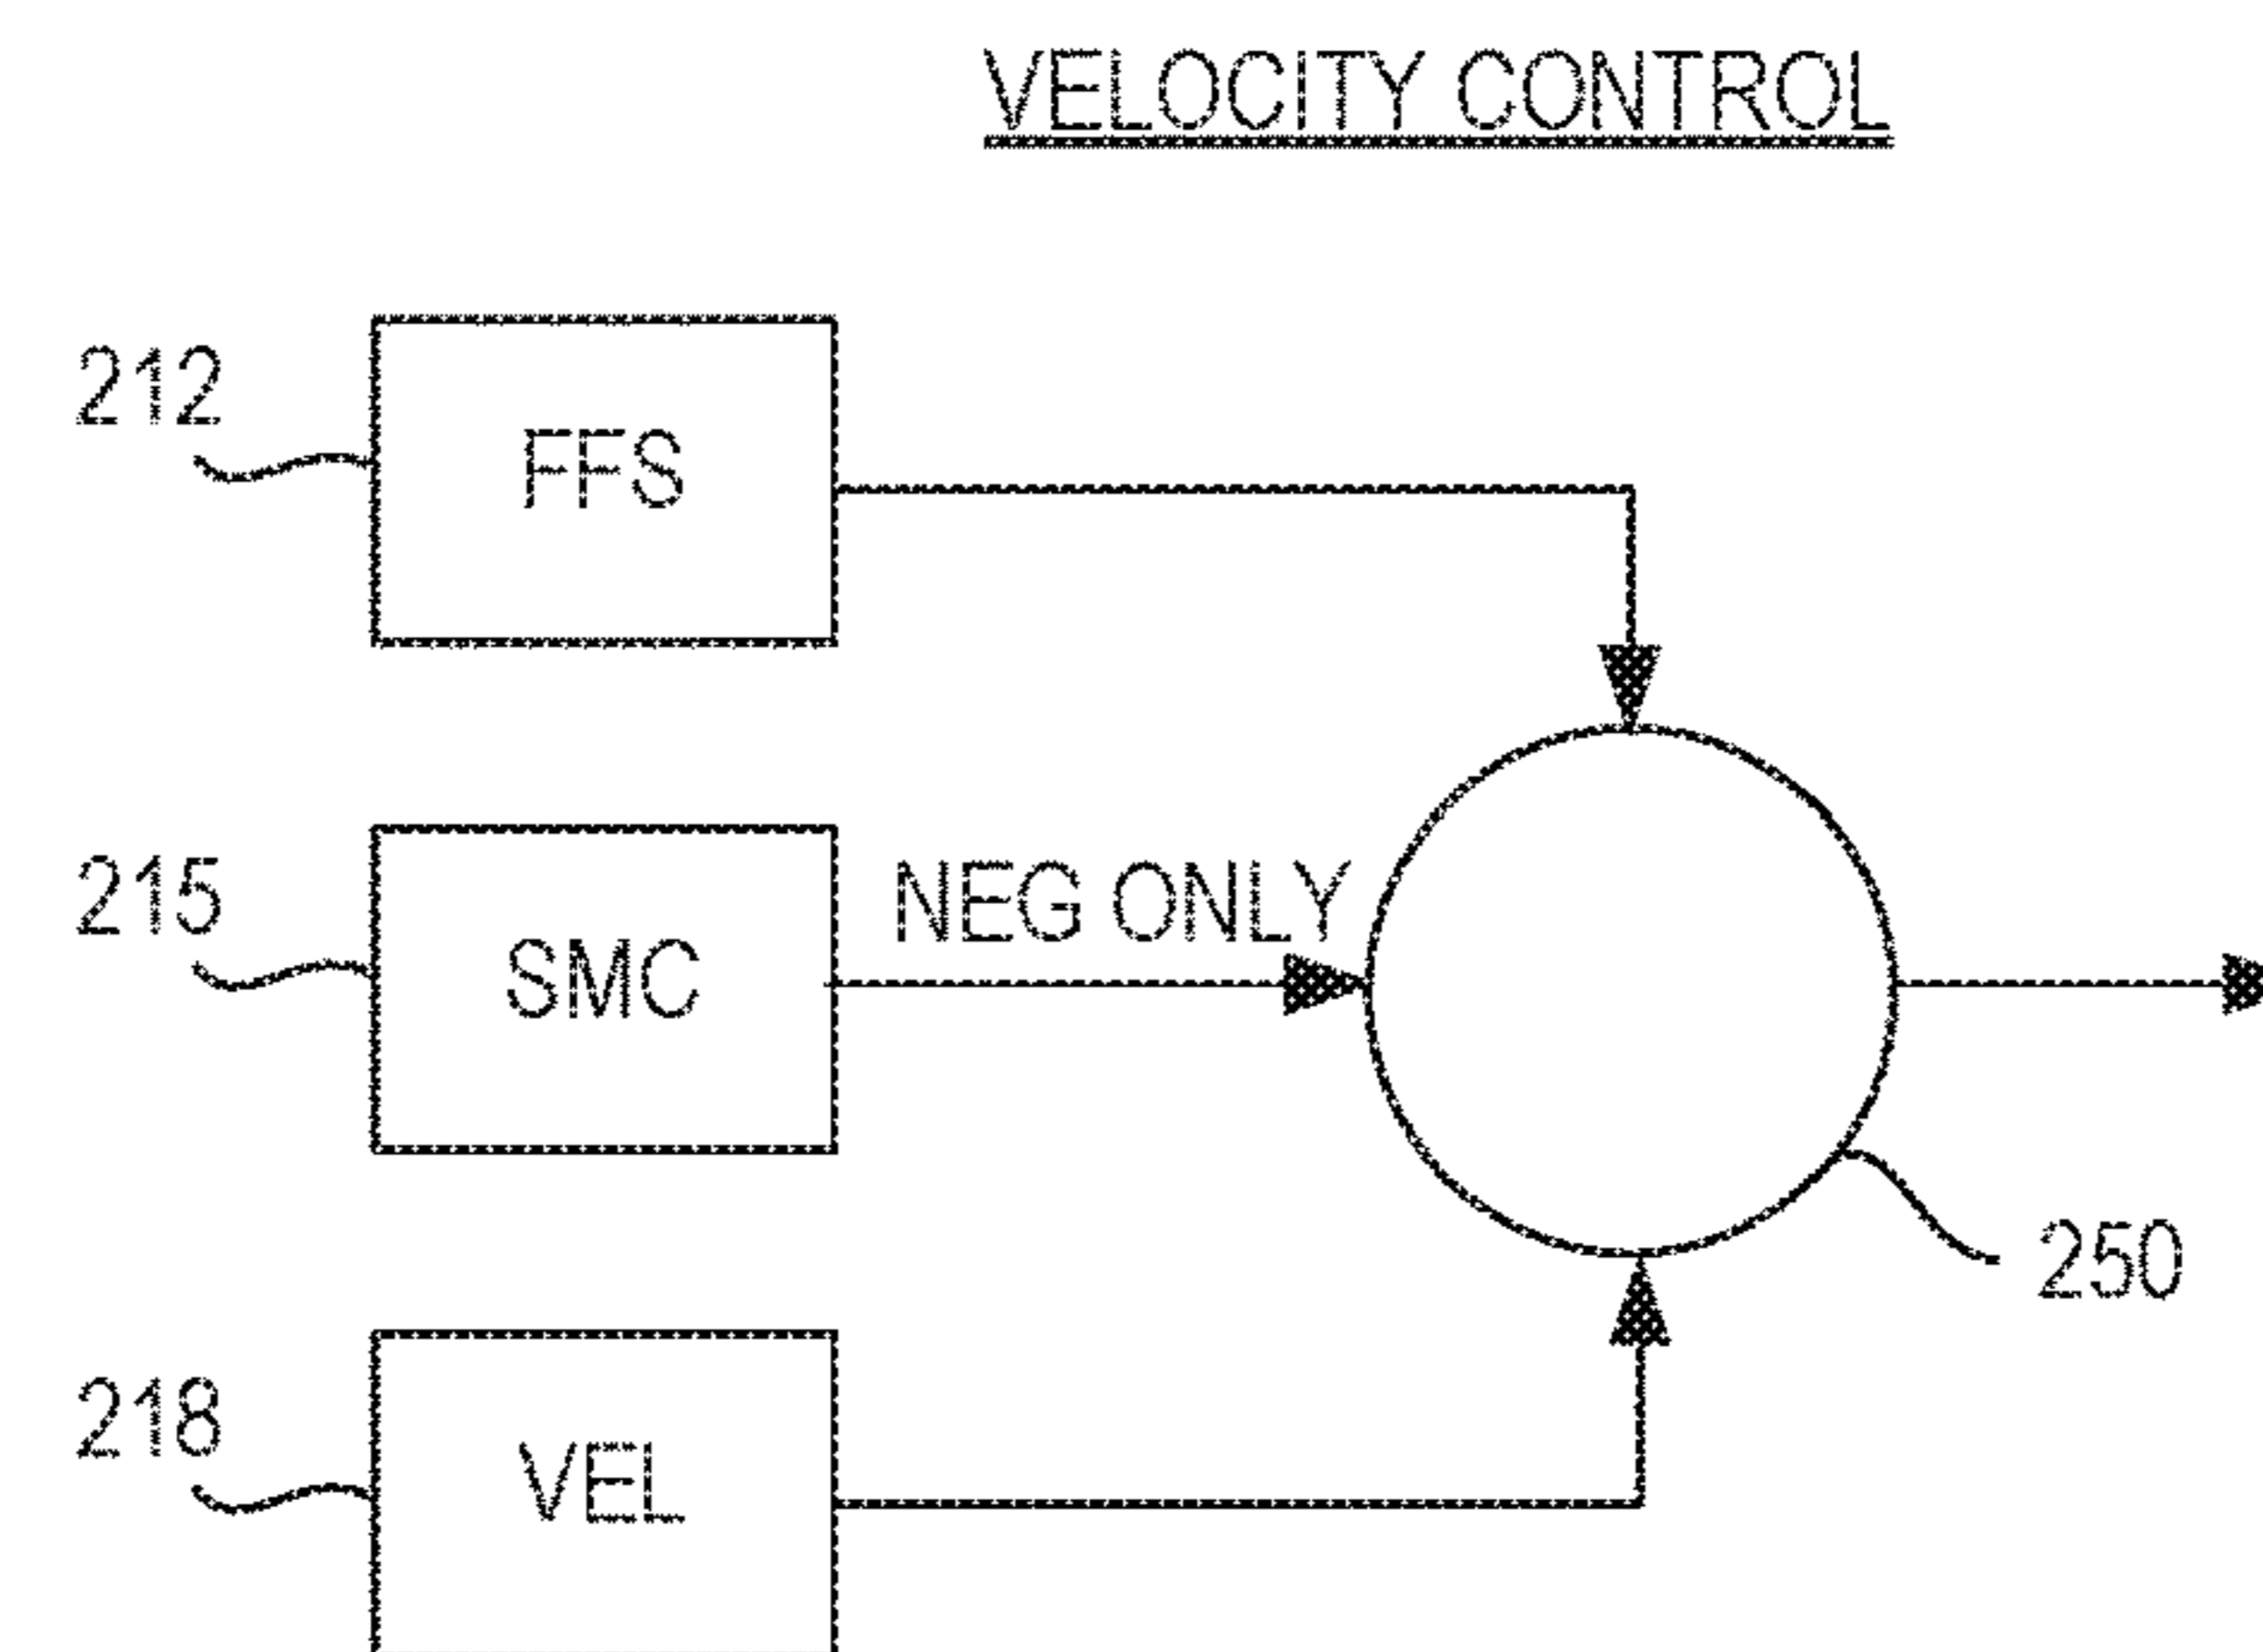 VELOCITY CONTROL
212
FFS
215
SMC
NEG ONLY
250
218
VEL